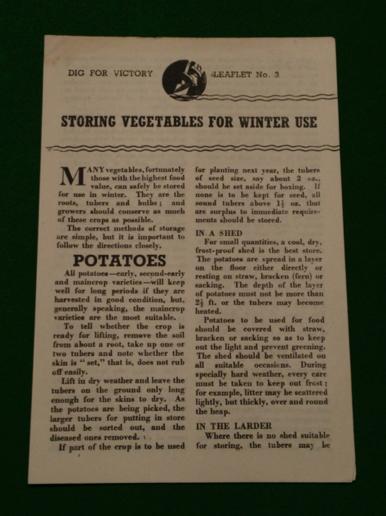 DIG FOR VICTORY LEAFLET No. 3
STORING VEGETABLES FOR WINTER USE
MANY vegetables, fortunately
those with the highest food
value, can safely be stored
for use in winter. They are the
roots, tubers and bulbs; and
growers should conserve as much
of these crops as possible.
The correct methods of storage
are simple, but it is important to
follow the directions closely.
POTATOES
All potatoes—early, second-early
and maincrop varieties—will keep
well for long periods if they are
harvested in good condition, but,
generally speaking, the maincrop
varieties are the most suitable.
To tell whether the crop is
ready for lifting, remove the soil
from about a root, take up one or
two tubers and note whether the
skin is "set," that is, does not rub
off easily.
Lift in dry weather and leave the
tubers on the ground only long
enough for the skins to dry. As
the potatoes are being picked, the
larger tubers for putting in store
should be sorted out, and the
diseased ones removed.
If part of the crop is to be used
for planting next year, the tubers
of seed size, say about 2 oz.,
should be set aside for boxing. If
none is to be kept for seed, all
sound tubers above 1½ oz. that
are surplus to immediate require-
ments should be stored.
IN A SHED
For small quantities, a cool, dry,
frost-proof shed is the best store.
The potatoes are spread in a layer
on the floor either directly or
resting on straw, bracken (fern) or
sacking. The depth of the layer
of potatoes must not be more than
2½ ft. or the tubers may become
heated.
Potatoes to be used for food
should be covered with straw,
bracken or sacking so as to keep
out the light and prevent greening.
The shed should be ventilated on
all suitable occasions. During
specially hard weather, every care
must be taken to keep out frost;
for example, litter may be scattered
lightly, but thickly, over and round
the heap.
IN THE LARDER
Where there is no shed suitable
for storing, the tubers may be